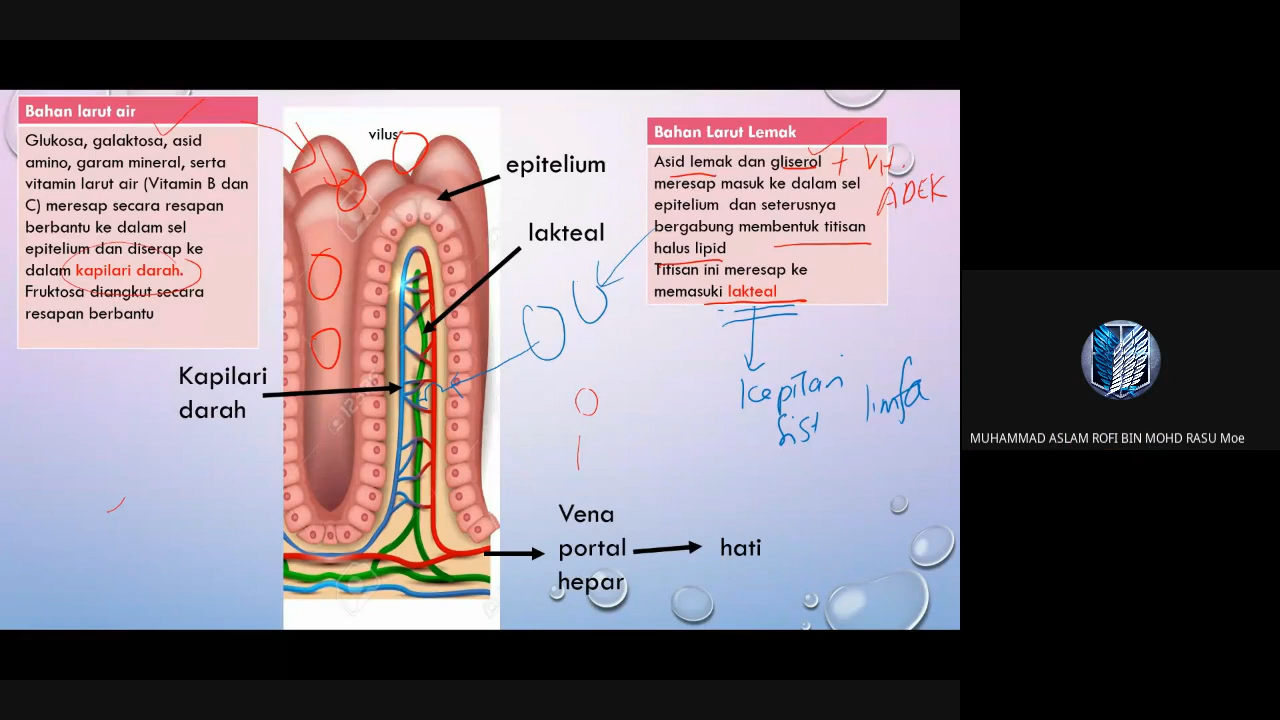 Bahan larut air
Glukosa, galaktosa, asid
amino, garam mineral, serta
vitamin larut air (Vitamin B dan
C) meresap secara resapan
berbantu ke dalam sel
epitelium dan diserap ke
dalam kapilari darah.
Fruktosa diangkut secara
resapan berbantu
vilus
epitelium
lakteal
Kapilari
darah
Bahan Larut Lemak
Asid lemak dan gliserol + Vit.
ADEK
meresap masuk ke dalam sel
epitelium dan seterusnya
bergabung membentuk titisan
halus lipid
Titisan ini meresap ke
memasuki lakteal
limfa
Vena
portal
hepar
hati
MUHAMMAD ASLAM ROFI BIN MOHD RASU Moe